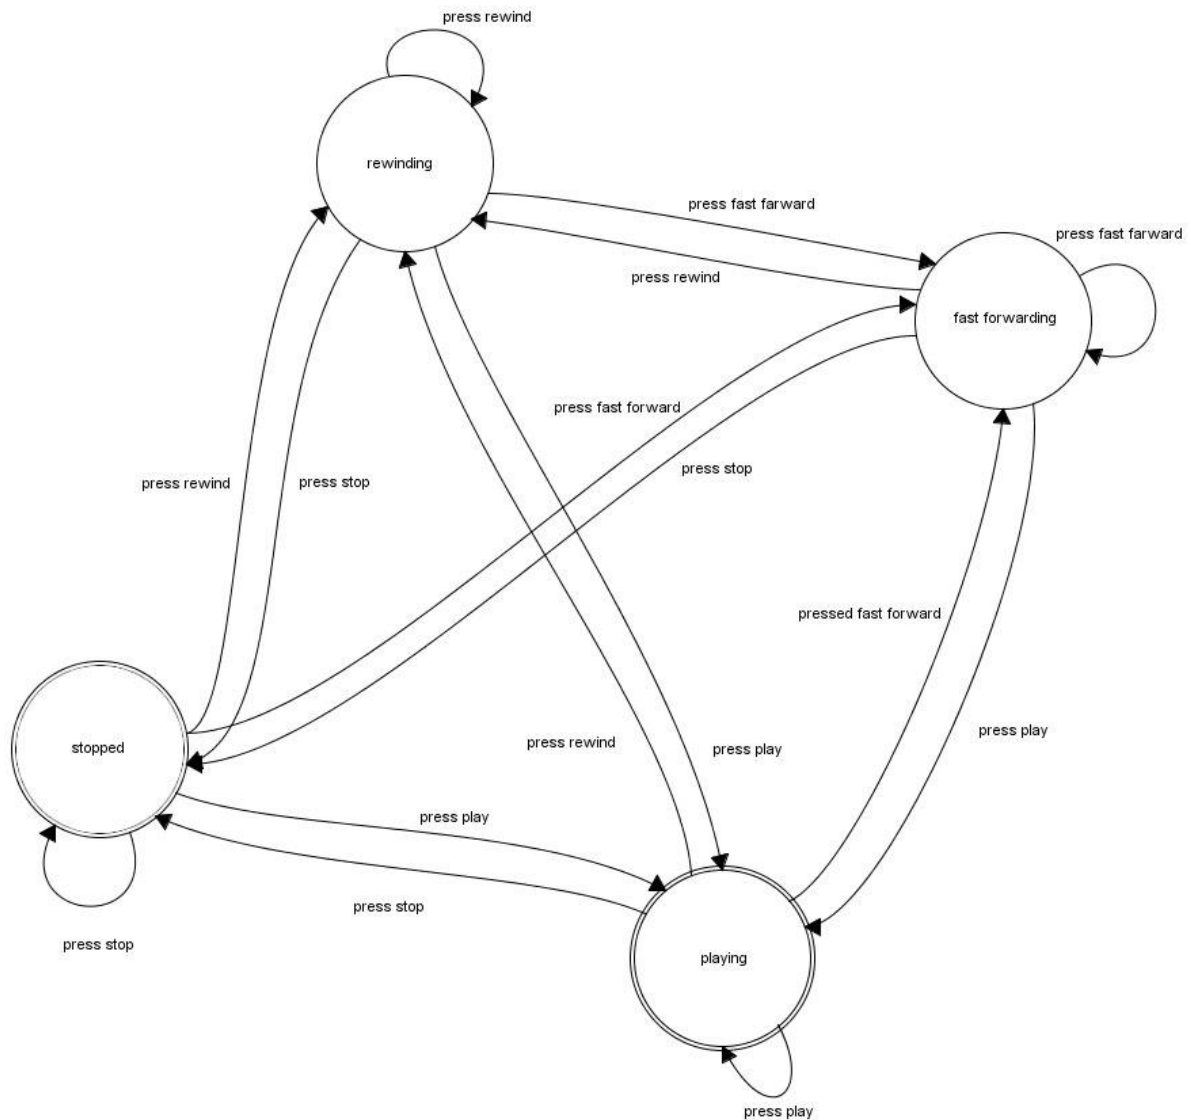 press rewind
rewinding
press fast farward
press fast farward
press rewind
fast forwarding
press fast forward
press stop
press rewind
press stop
pressed fast forward
press play
press rewind
press play
stopped
press play
press stop
press stop
playing
press play